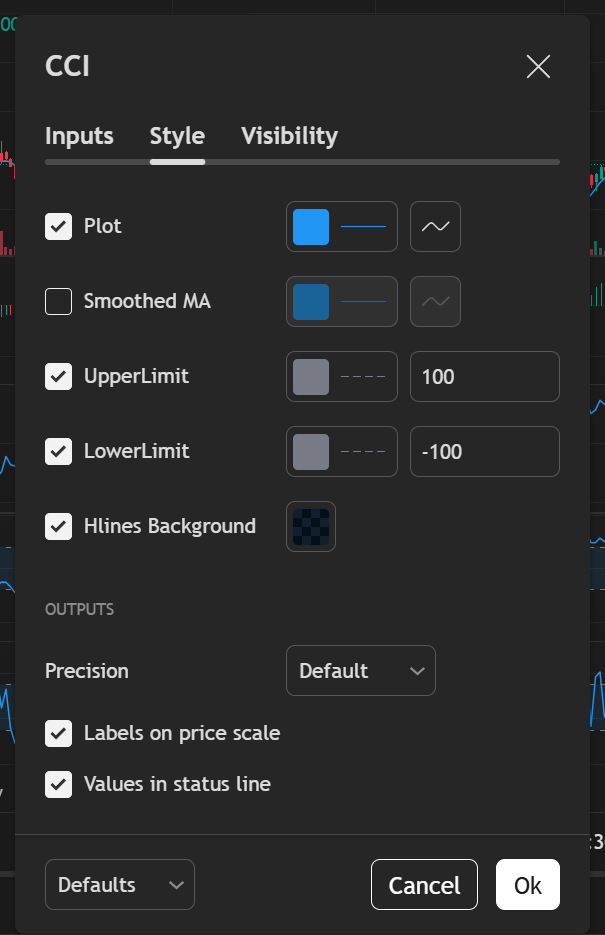 CCI
Inputs Style Visibility
Plot
Smoothed MA
UpperLimit 100
LowerLimit -100
Hlines Background
OUTPUTS
Precision Default
Labels on price scale
Values in status line
Defaults Cancel Ok